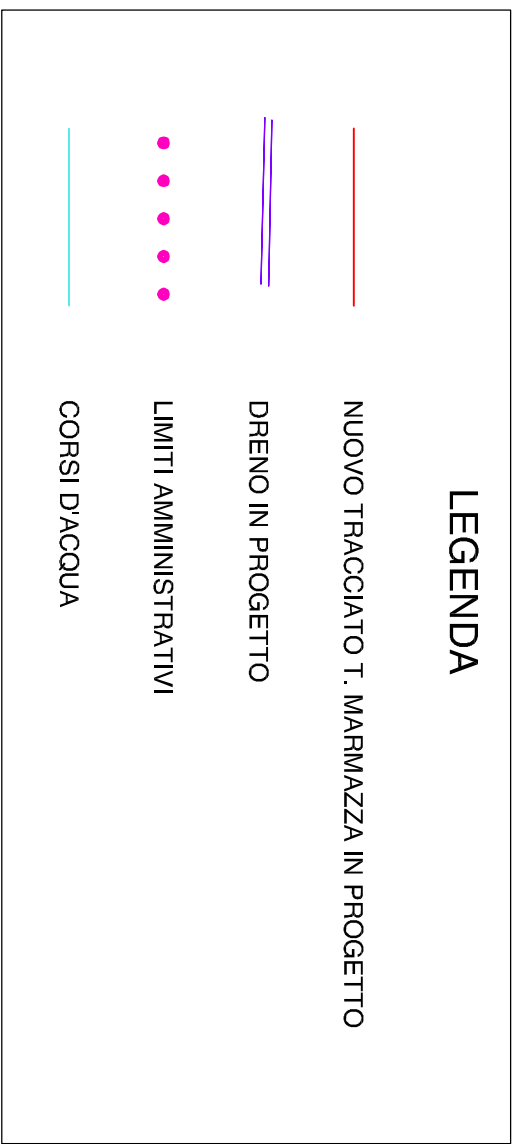 LEGENDA
NUOVO TRACCIATO T. MARMAZZA IN PROGETTO
DRENO IN PROGETTO
LIMITI AMMINISTRATIVI
CORSI D'ACQUA